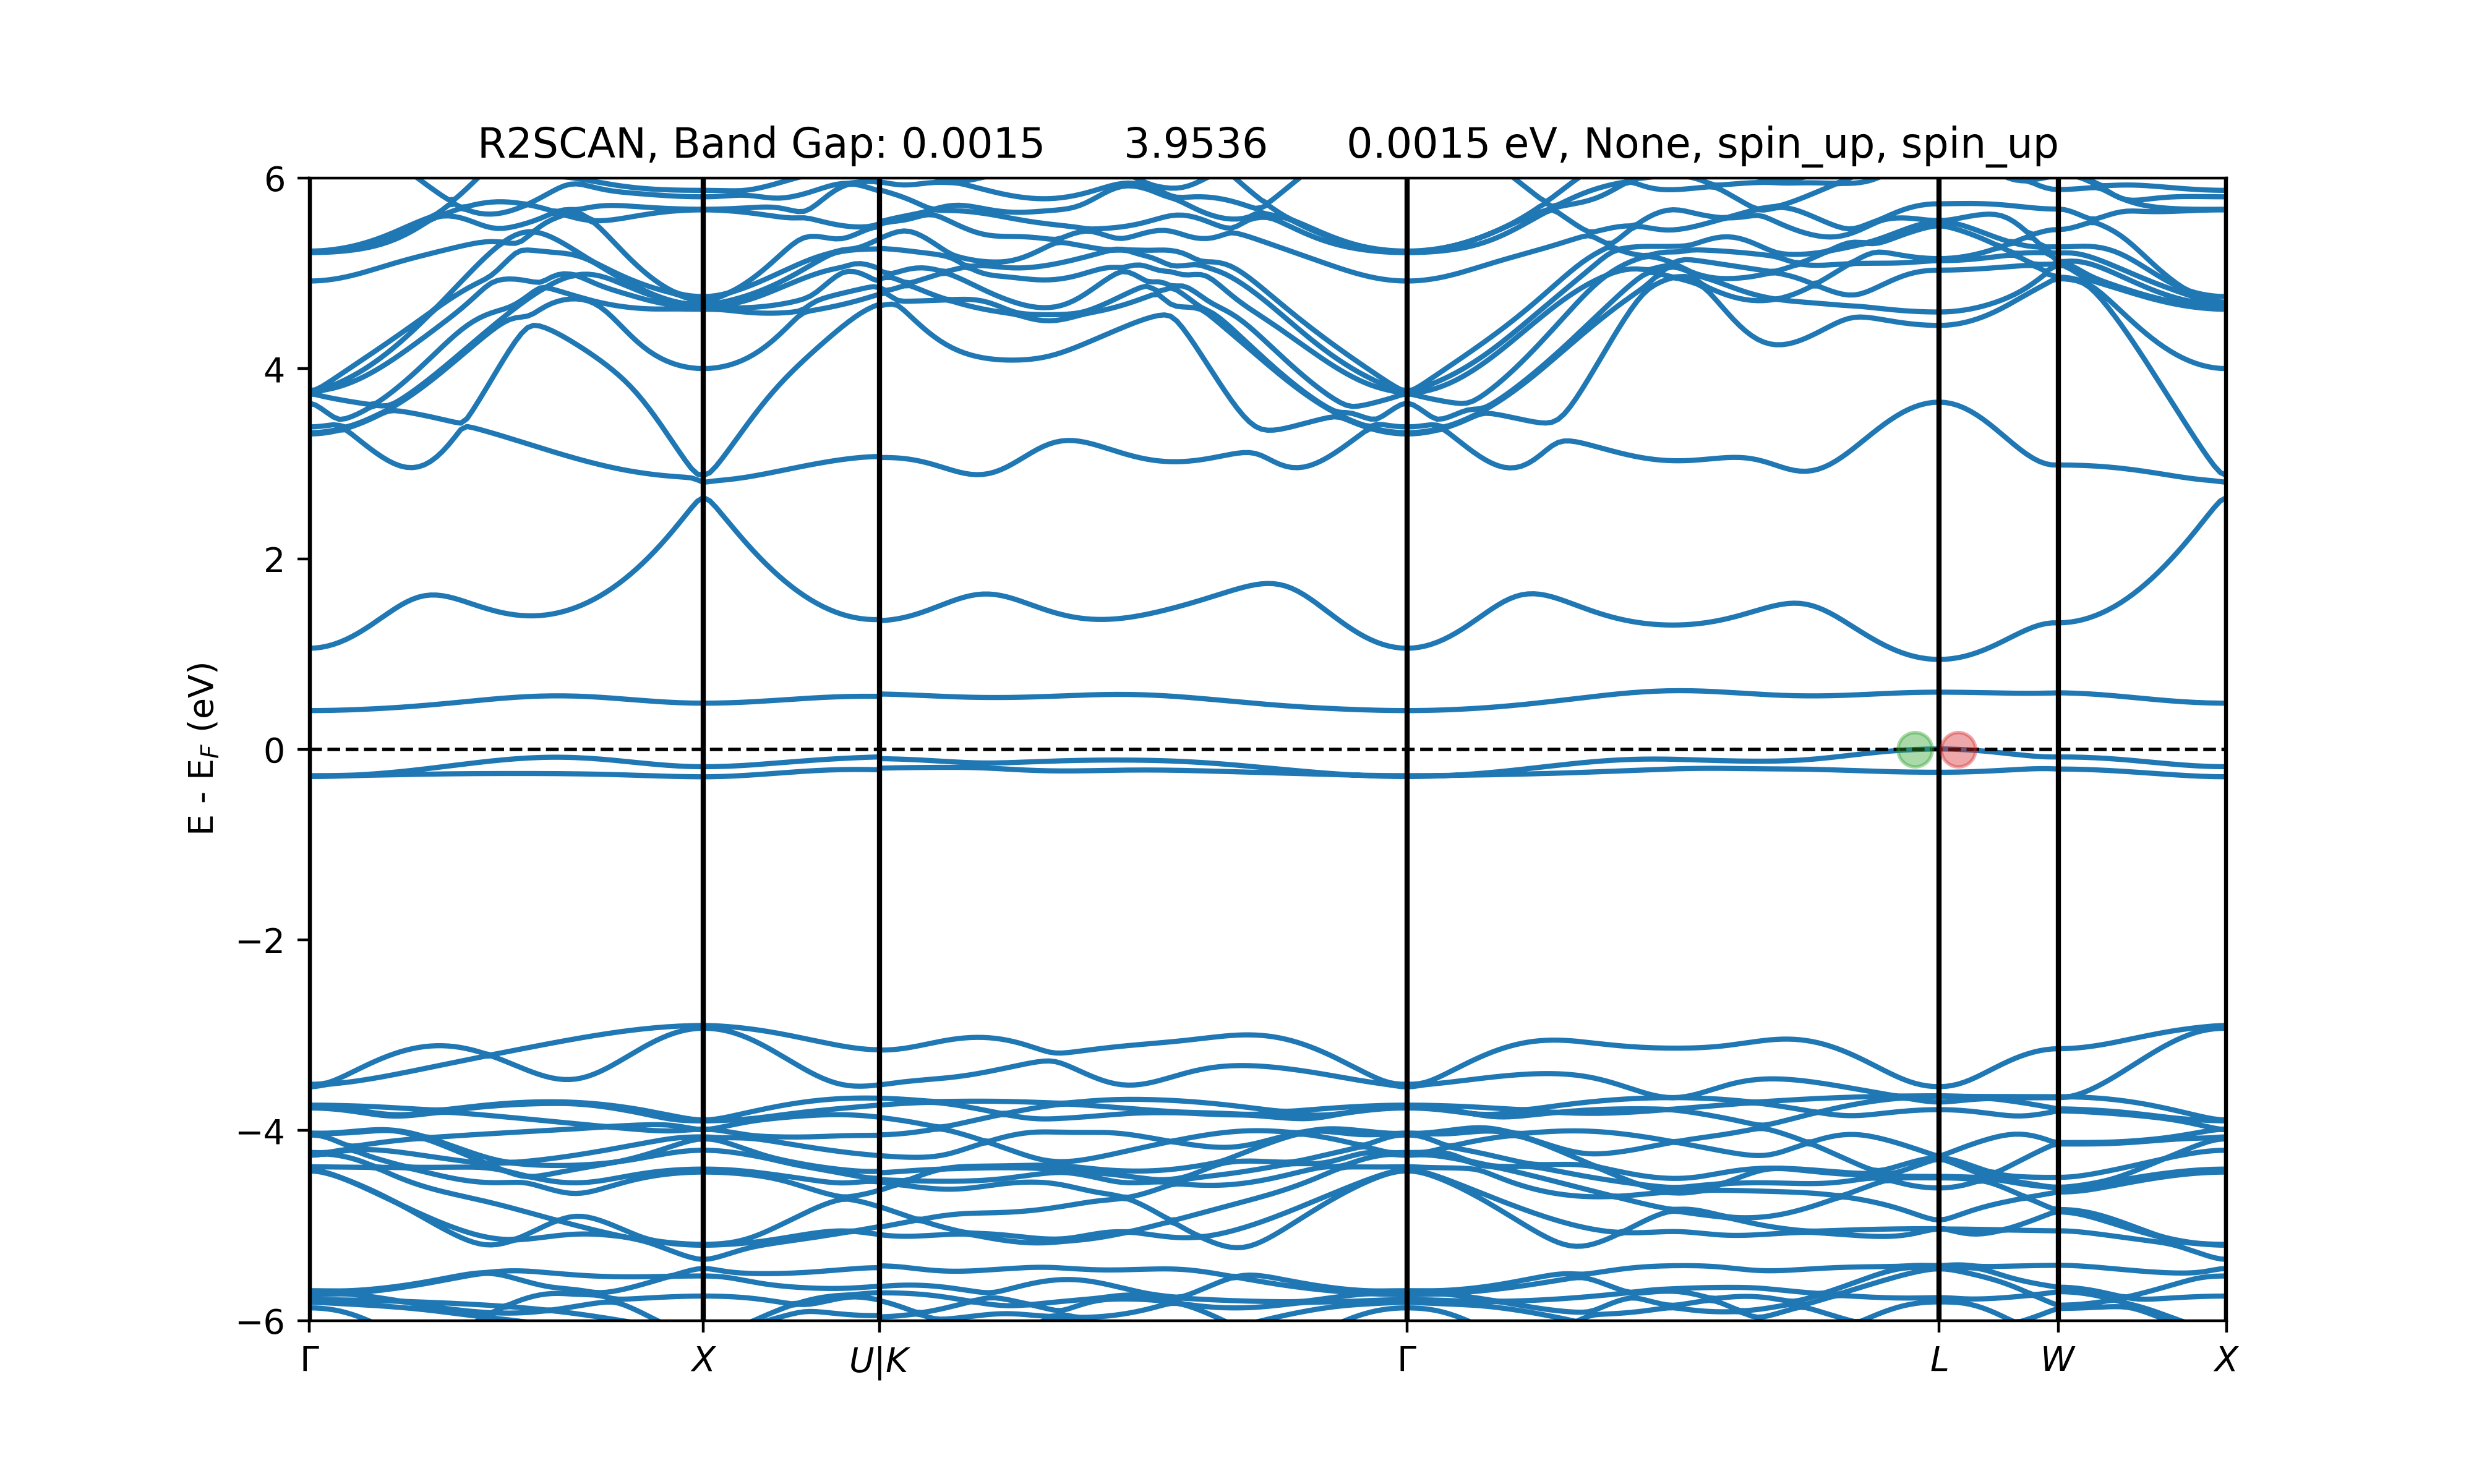 R2SCAN, Band Gap: 0.0015 3.9536 0.0015 eV, None, spin_up, spin_up
6
4
2
0
−2
−4
−6
E - E_F (eV)
Γ X U|K Γ L W X